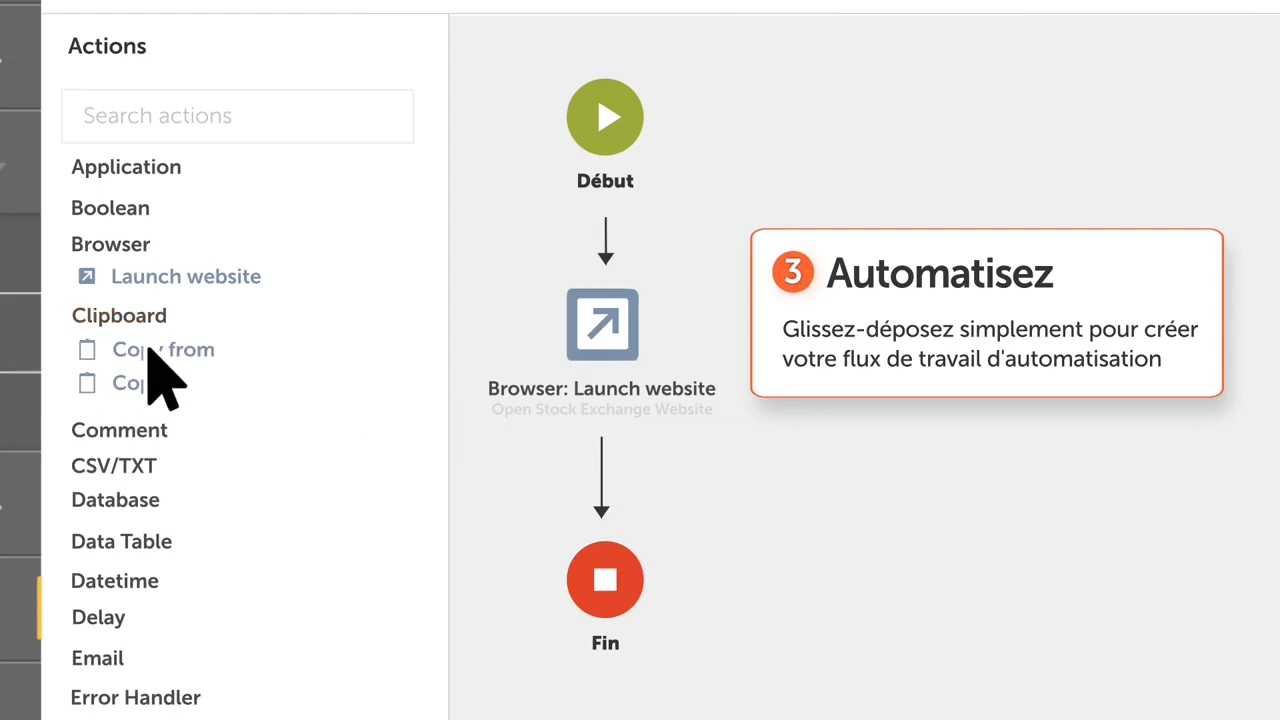 Actions
Search actions
Application
Boolean
Browser
Launch website
Clipboard
Copy from
Comment
CSV/TXT
Database
Data Table
Datetime
Delay
Email
Error Handler
Début
Browser: Launch website
Open Stock Exchange Website
Fin
3 Automatisez
Glissez-déposez simplement pour créer
votre flux de travail d'automatisation